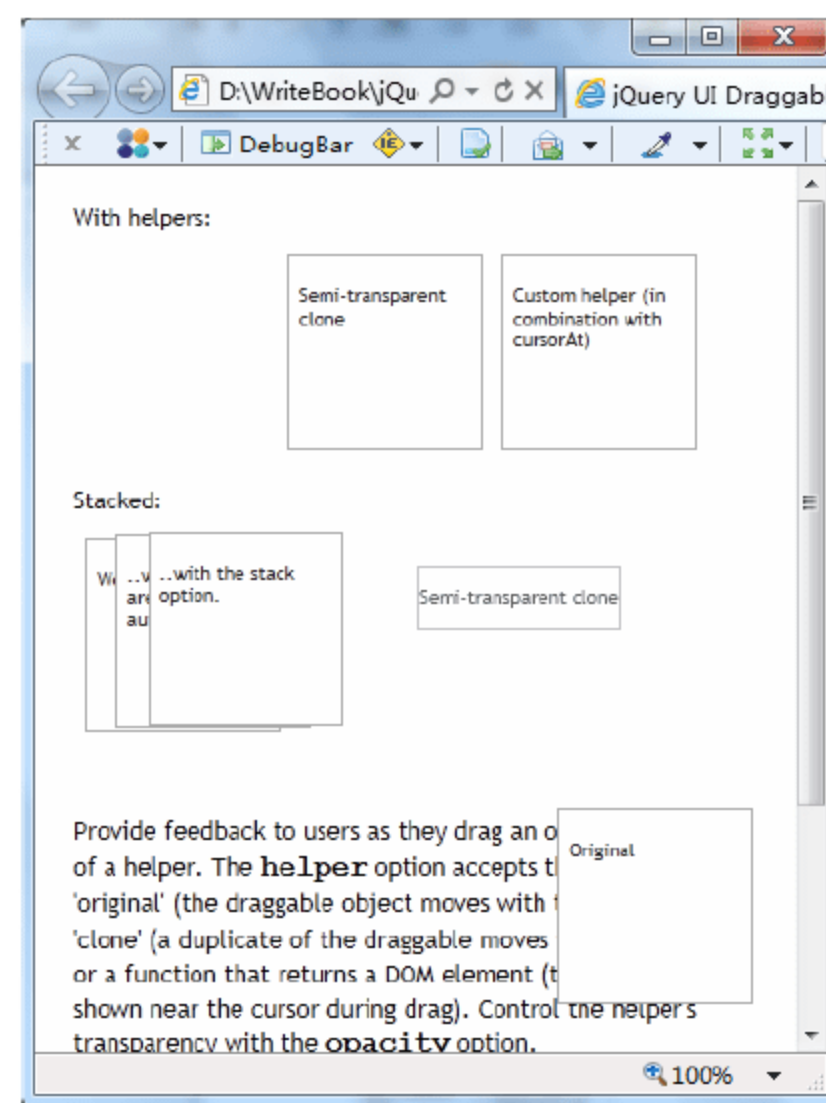 D:\WriteBook\jQu
jQuery UI Draggab
DebugBar
With helpers:
Semi-transparent
clone
Custom helper (in
combination with
cursorAt)
Stacked:
We
..v
are
au
..with the stack
option.
Semi-transparent clone
Provide feedback to users as they drag an o
of a helper. The helper option accepts t
'original' (the draggable object moves with
'clone' (a duplicate of the draggable moves
or a function that returns a DOM element (t
shown near the cursor during drag). Control the helper's
transparency with the opacity option.
Original
100%